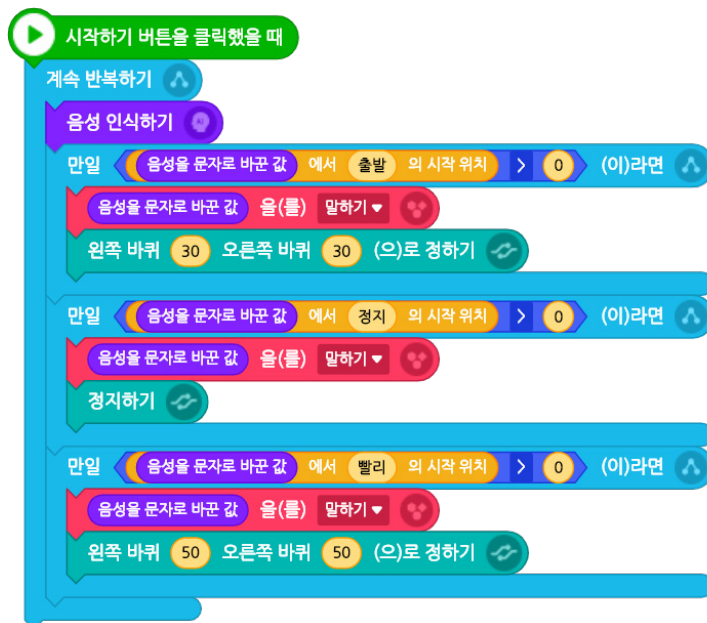 시작하기 버튼을 클릭했을 때
계속 반복하기
음성 인식하기
만일 음성을 문자로 바꾼 값 에서 출발 의 시작 위치 > 0 (이)라면
음성을 문자로 바꾼 값 을(를) 말하기
왼쪽 바퀴 30 오른쪽 바퀴 30 (으)로 정하기
만일 음성을 문자로 바꾼 값 에서 정지 의 시작 위치 > 0 (이)라면
음성을 문자로 바꾼 값 을(를) 말하기
정지하기
만일 음성을 문자로 바꾼 값 에서 빨리 의 시작 위치 > 0 (이)라면
음성을 문자로 바꾼 값 을(를) 말하기
왼쪽 바퀴 50 오른쪽 바퀴 50 (으)로 정하기